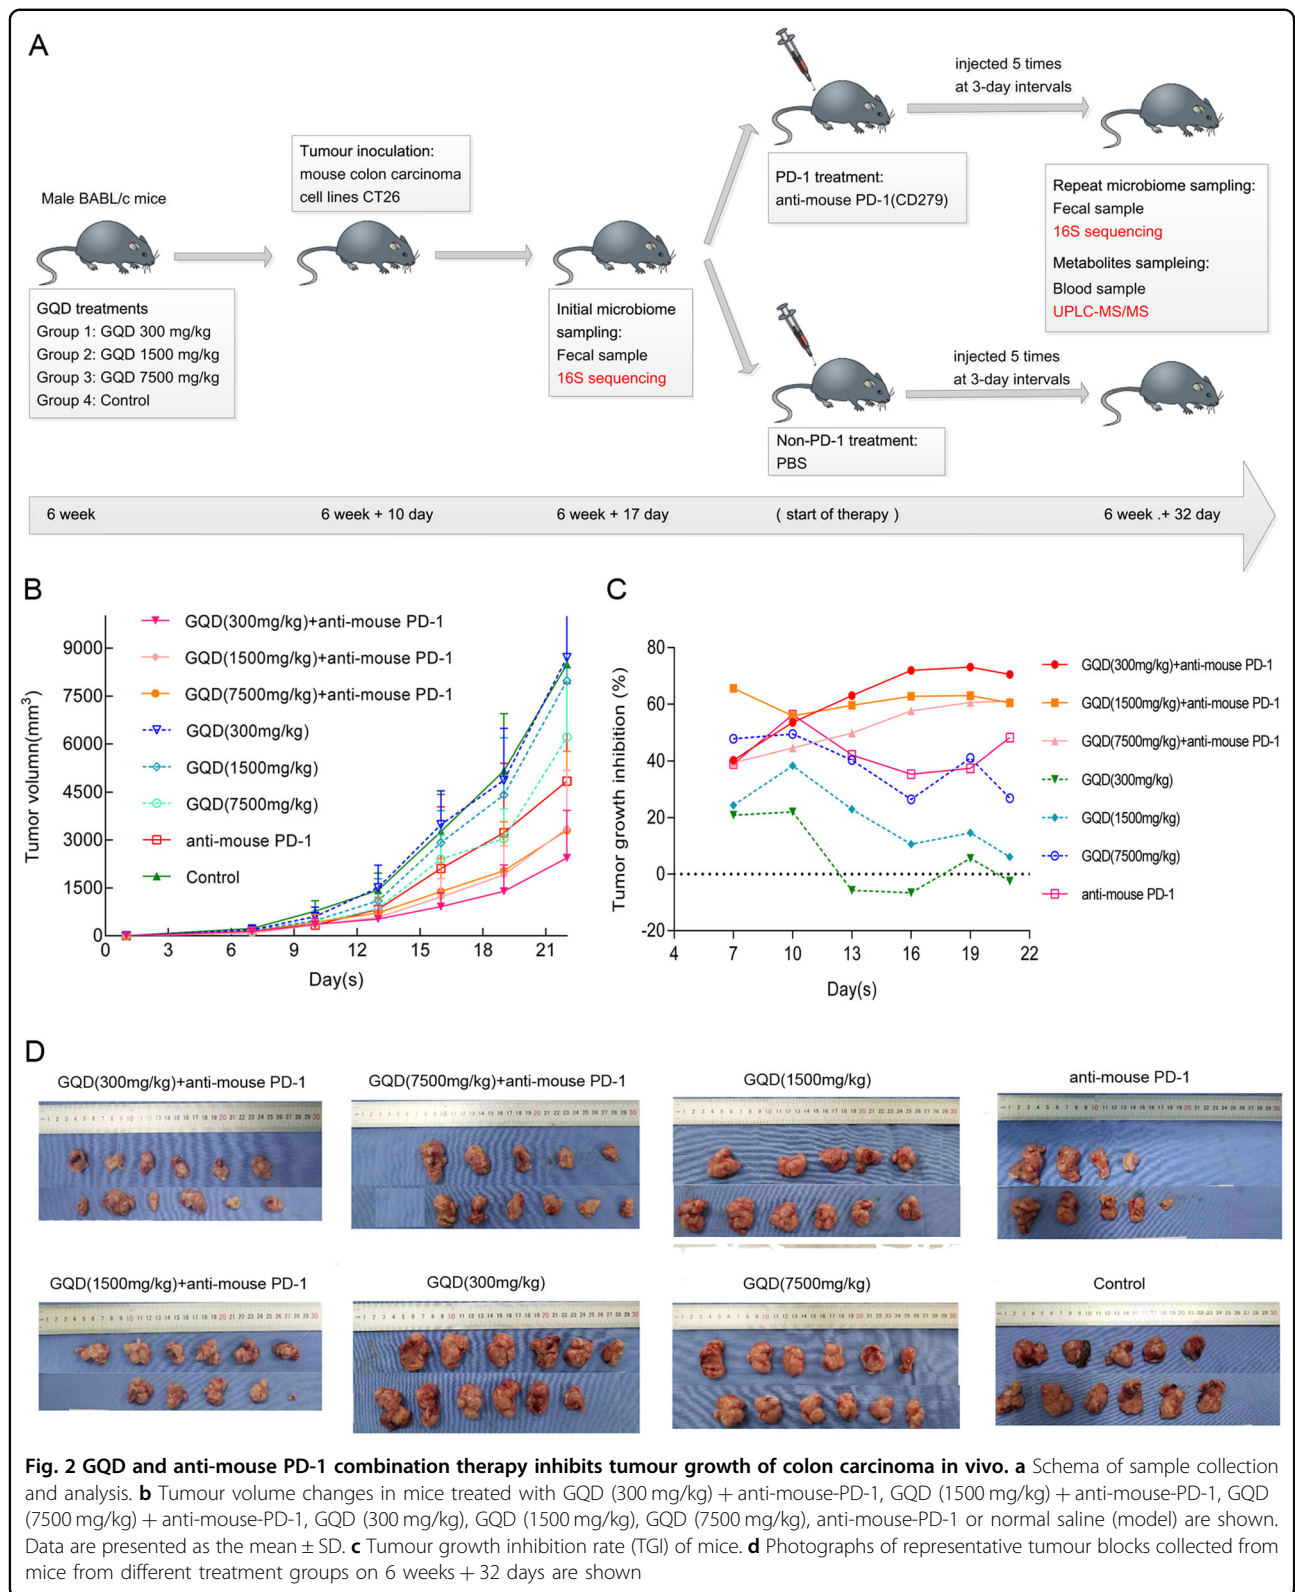 A
Male BABL/c mice
GQD treatments
Group 1: GQD 300 mg/kg
Group 2: GQD 1500 mg/kg
Group 3: GQD 7500 mg/kg
Group 4: Control
Tumour inoculation:
mouse colon carcinoma
cell lines CT26
Initial microbiome
sampling:
Fecal sample
16S sequencing
PD-1 treatment:
anti-mouse PD-1(CD279)
injected 5 times
at 3-day intervals
Repeat microbiome sampling:
Fecal sample
16S sequencing
Metabolites sampleing:
Blood sample
UPLC-MS/MS
Non-PD-1 treatment:
PBS
injected 5 times
at 3-day intervals
6 week
6 week + 10 day
6 week + 17 day
( start of therapy )
6 week .+ 32 day
B
Tumor volumn(mm3)
9000
7500
6000
4500
3000
1500
0
0 3 6 9 12 15 18 21
Day(s)
GQD(300mg/kg)+anti-mouse PD-1
GQD(1500mg/kg)+anti-mouse PD-1
GQD(7500mg/kg)+anti-mouse PD-1
GQD(300mg/kg)
GQD(1500mg/kg)
GQD(7500mg/kg)
anti-mouse PD-1
Control
C
Tumor growth inhibition (%)
80
60
40
20
0
-20
4 7 10 13 16 19 22
Day(s)
GQD(300mg/kg)+anti-mouse PD-1
GQD(1500mg/kg)+anti-mouse PD-1
GQD(7500mg/kg)+anti-mouse PD-1
GQD(300mg/kg)
GQD(1500mg/kg)
GQD(7500mg/kg)
anti-mouse PD-1
D
GQD(300mg/kg)+anti-mouse PD-1
GQD(7500mg/kg)+anti-mouse PD-1
GQD(1500mg/kg)
anti-mouse PD-1
GQD(1500mg/kg)+anti-mouse PD-1
GQD(300mg/kg)
GQD(7500mg/kg)
Control
Fig. 2 GQD and anti-mouse PD-1 combination therapy inhibits tumour growth of colon carcinoma in vivo. a Schema of sample collection
and analysis. b Tumour volume changes in mice treated with GQD (300 mg/kg) + anti-mouse-PD-1, GQD (1500 mg/kg) + anti-mouse-PD-1, GQD
(7500 mg/kg) + anti-mouse-PD-1, GQD (300 mg/kg), GQD (1500 mg/kg), GQD (7500 mg/kg), anti-mouse-PD-1 or normal saline (model) are shown.
Data are presented as the mean ± SD. c Tumour growth inhibition rate (TGI) of mice. d Photographs of representative tumour blocks collected from
mice from different treatment groups on 6 weeks + 32 days are shown